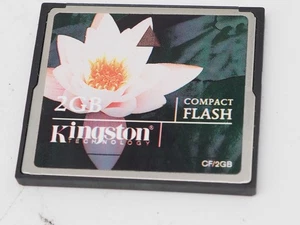 2GB
COMPACT
FLASH
Kingston®
TECHNOLOGY
CF/2GB